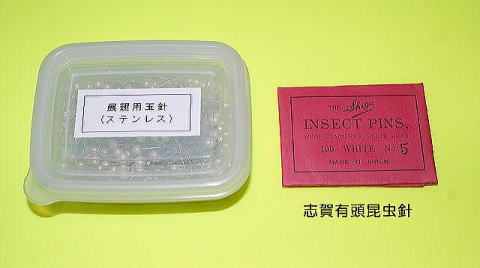 展翅用玉針
〈ステンレス〉
THE Shiga
INSECT PINS.
100 WHITE No. 5
MADE IN JAPAN
志賀有頭昆虫針